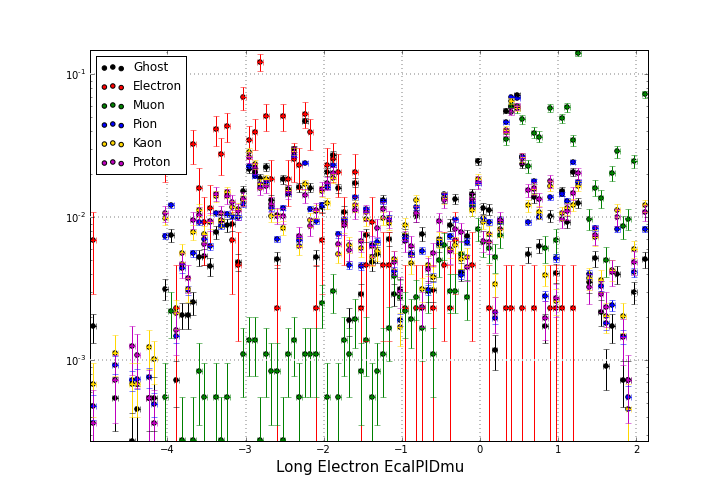 10⁻¹
10⁻²
10⁻³
Ghost
Electron
Muon
Pion
Kaon
Proton
−4 −3 −2 −1 0 1 2
Long Electron EcalPIDmu